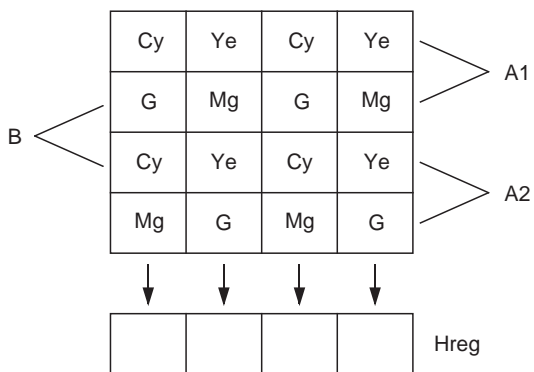 Cy Ye Cy Ye
A1
G Mg G Mg
B
Cy Ye Cy Ye
A2
Mg G Mg G
Hreg